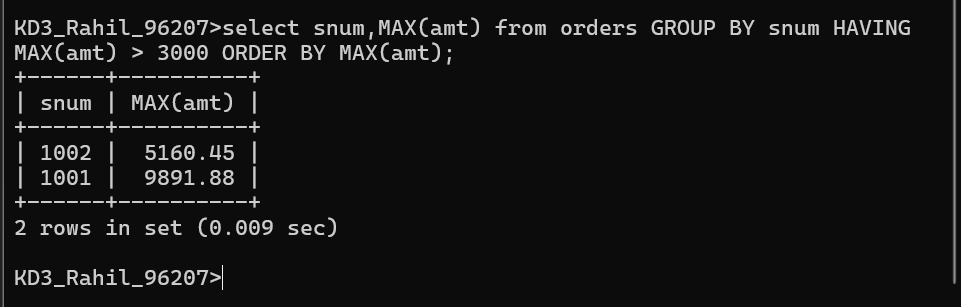 KD3_Rahil_96207>select snum,MAX(amt) from orders GROUP BY snum HAVING
MAX(amt) > 3000 ORDER BY MAX(amt);
+------+----------+
| snum | MAX(amt) |
+------+----------+
| 1002 |  5160.45 |
| 1001 |  9891.88 |
+------+----------+
2 rows in set (0.009 sec)
KD3_Rahil_96207>